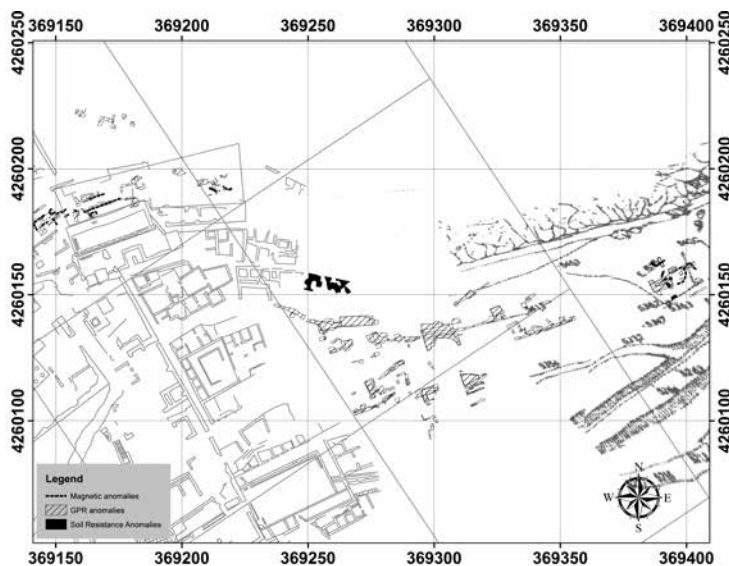 369150 369200 369250 369300 369350 369400
4260250 4260250
4260200 4260200
4260150 4260150
4260100 4260100
Legend
Magnetic anomalies
GPR anomalies
Soil Resistance Anomalies
N
W E
S
369150 369200 369250 369300 369350 369400